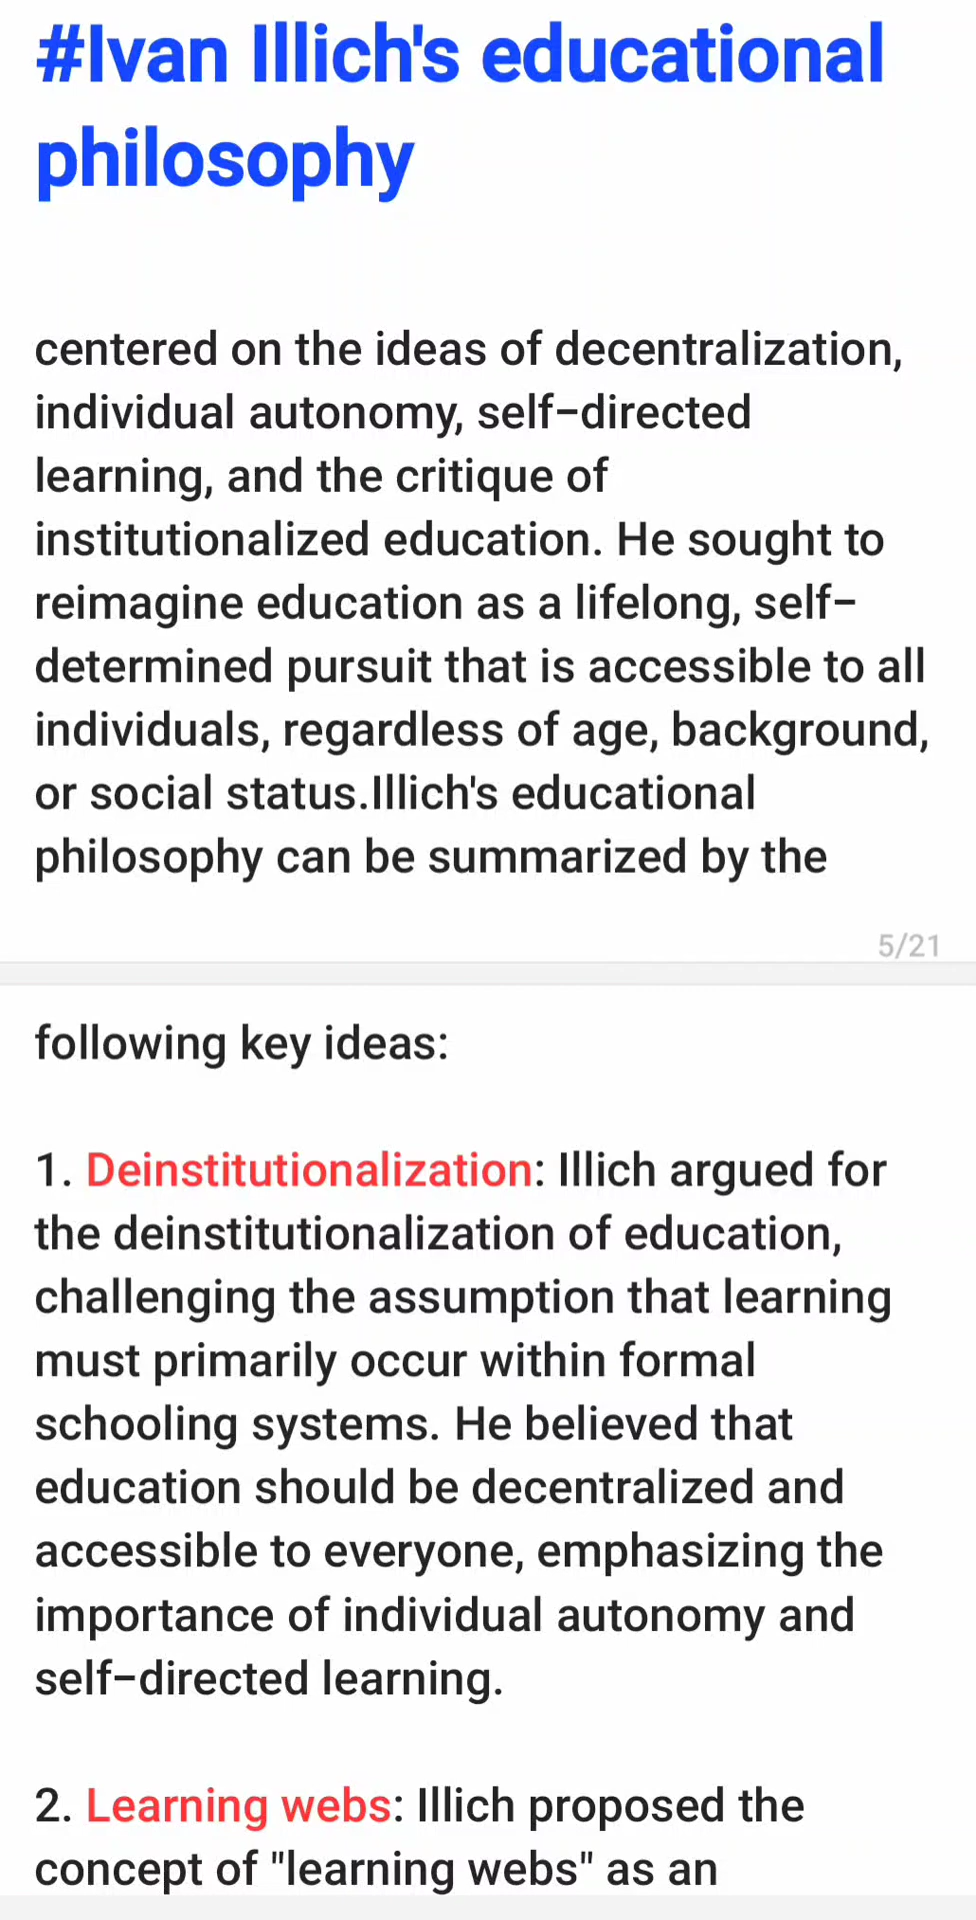 #Ivan Illich's educational
philosophy
centered on the ideas of decentralization,
individual autonomy, self-directed
learning, and the critique of
institutionalized education. He sought to
reimagine education as a lifelong, self-
determined pursuit that is accessible to all
individuals, regardless of age, background,
or social status.Illich's educational
philosophy can be summarized by the
5/21
following key ideas:
1. Deinstitutionalization: Illich argued for
the deinstitutionalization of education,
challenging the assumption that learning
must primarily occur within formal
schooling systems. He believed that
education should be decentralized and
accessible to everyone, emphasizing the
importance of individual autonomy and
self-directed learning.
2. Learning webs: Illich proposed the
concept of "learning webs" as an